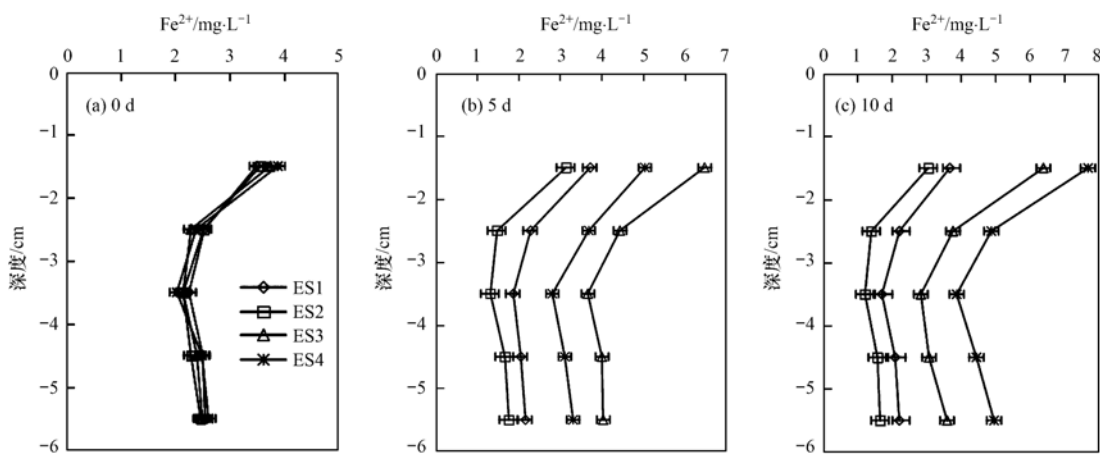 Fe²⁺/mg·L⁻¹
0 1 2 3 4 5
0
−1
−2
−3
−4
−5
−6
深度/cm
(a) 0 d
ES1
ES2
ES3
ES4
Fe²⁺/mg·L⁻¹
0 1 2 3 4 5 6 7
0
−1
−2
−3
−4
−5
−6
深度/cm
(b) 5 d
Fe²⁺/mg·L⁻¹
0 1 2 3 4 5 6 7 8
0
−1
−2
−3
−4
−5
−6
深度/cm
(c) 10 d